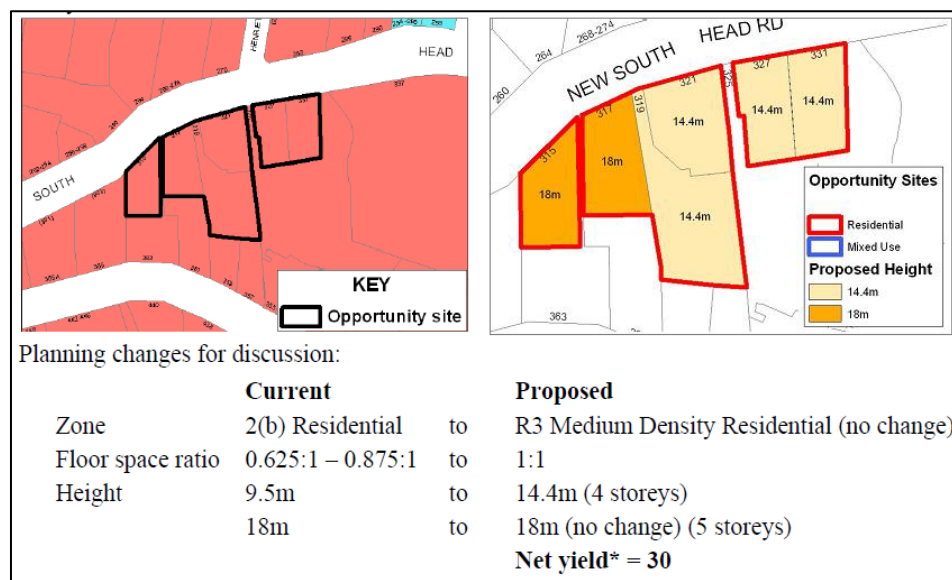 HENRIET
HEAD
SOUTH
337
363
KEY
Opportunity site
NEW SOUTH HEAD RD
260
264
268-274
315
317
319
321
325
327
331
18m
18m
14.4m
14.4m
14.4m
14.4m
363
Opportunity Sites
Residential
Mixed Use
Proposed Height
14.4m
18m
Planning changes for discussion:
Current Proposed
Zone 2(b) Residential to R3 Medium Density Residential (no change)
Floor space ratio 0.625:1 – 0.875:1 to 1:1
Height 9.5m to 14.4m (4 storeys)
18m to 18m (no change) (5 storeys)
Net yield* = 30